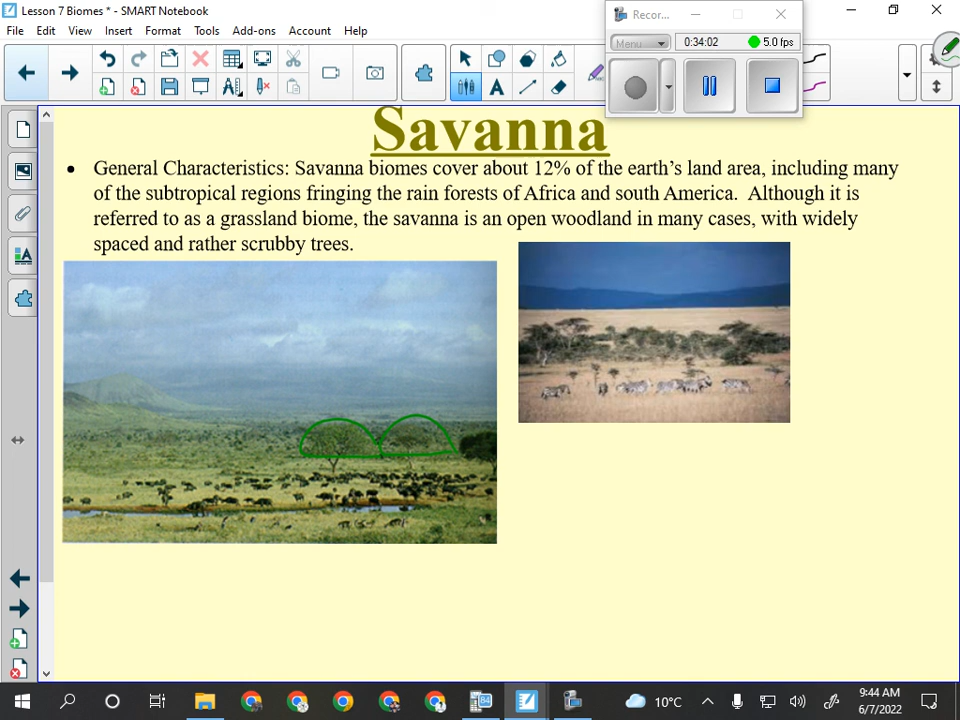 Lesson 7 Biomes * - SMART Notebook
Recor...
File Edit View Insert Format Tools Add-ons Account Help
Menu 0:34:02 5.0 fps
Savanna
• General Characteristics: Savanna biomes cover about 12% of the earth’s land area, including many
of the subtropical regions fringing the rain forests of Africa and south America. Although it is
referred to as a grassland biome, the savanna is an open woodland in many cases, with widely
spaced and rather scrubby trees.
10°C
9:44 AM
6/7/2022